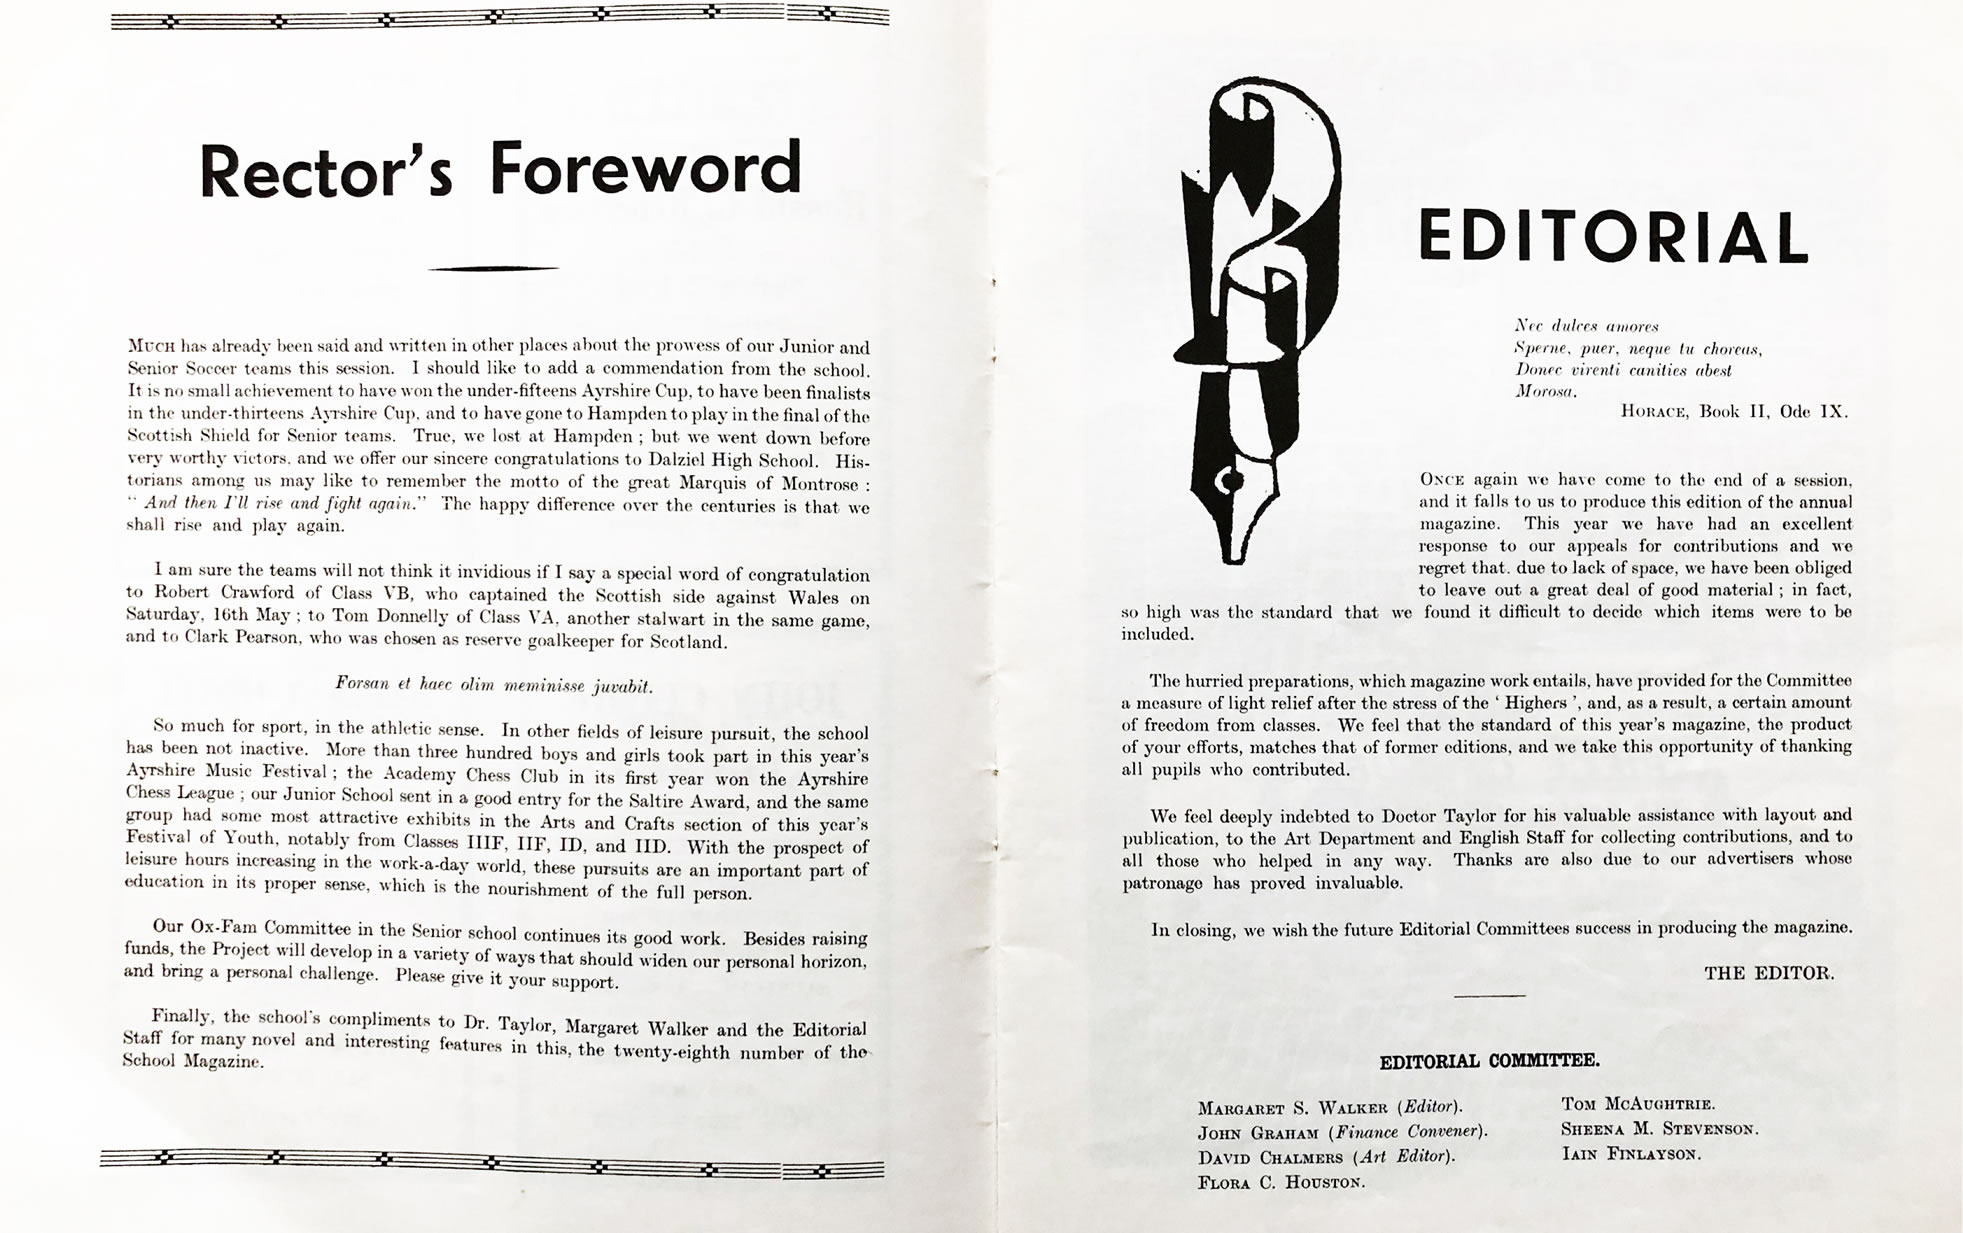 Rector's Foreword
MUCH has already been said and written in other places about the prowess of our Junior and
Senior Soccer teams this session. I should like to add a commendation from the school.
It is no small achievement to have won the under-fifteens Ayrshire Cup, to have been finalists
in the under-thirteens Ayrshire Cup, and to have gone to Hampden to play in the final of the
Scottish Shield for Senior teams. True, we lost at Hampden ; but we went down before
very worthy victors, and we offer our sincere congratulations to Dalziel High School. His-
torians among us may like to remember the motto of the great Marquis of Montrose :
" And then I'll rise and fight again." The happy difference over the centuries is that we
shall rise and play again.
I am sure the teams will not think it invidious if I say a special word of congratulation
to Robert Crawford of Class VB, who captained the Scottish side against Wales on
Saturday, 16th May ; to Tom Donnelly of Class VA, another stalwart in the same game,
and to Clark Pearson, who was chosen as reserve goalkeeper for Scotland.
Forsan et haec olim meminisse juvabit.
So much for sport, in the athletic sense. In other fields of leisure pursuit, the school
has been not inactive. More than three hundred boys and girls took part in this year's
Ayrshire Music Festival ; the Academy Chess Club in its first year won the Ayrshire
Chess League ; our Junior School sent in a good entry for the Saltire Award, and the same
group had some most attractive exhibits in the Arts and Crafts section of this year's
Festival of Youth, notably from Classes IIIF, IIF, ID, and IID. With the prospect of
leisure hours increasing in the work-a-day world, these pursuits are an important part of
education in its proper sense, which is the nourishment of the full person.
Our Ox-Fam Committee in the Senior school continues its good work. Besides raising
funds, the Project will develop in a variety of ways that should widen our personal horizon,
and bring a personal challenge. Please give it your support.
Finally, the school's compliments to Dr. Taylor, Margaret Walker and the Editorial
Staff for many novel and interesting features in this, the twenty-eighth number of the
School Magazine.
EDITORIAL
Nec dulces amores
Sperne, puer, neque tu choreas,
Donec virenti canities abest
Morosa.
HORACE, Book II, Ode IX.
ONCE again we have come to the end of a session,
and it falls to us to produce this edition of the annual
magazine. This year we have had an excellent
response to our appeals for contributions and we
regret that. due to lack of space, we have been obliged
to leave out a great deal of good material ; in fact,
so high was the standard that we found it difficult to decide which items were to be
included.
The hurried preparations, which magazine work entails, have provided for the Committee
a measure of light relief after the stress of the ' Highers ', and, as a result, a certain amount
of freedom from classes. We feel that the standard of this year's magazine, the product
of your efforts, matches that of former editions, and we take this opportunity of thanking
all pupils who contributed.
We feel deeply indebted to Doctor Taylor for his valuable assistance with layout and
publication, to the Art Department and English Staff for collecting contributions, and to
all those who helped in any way. Thanks are also due to our advertisers whose
patronage has proved invaluable.
In closing, we wish the future Editorial Committees success in producing the magazine.
THE EDITOR.
EDITORIAL COMMITTEE.
MARGARET S. WALKER (Editor).
JOHN GRAHAM (Finance Convener).
DAVID CHALMERS (Art Editor).
FLORA C. HOUSTON.
TOM MCAUGHTRIE.
SHEENA M. STEVENSON.
IAIN FINLAYSON.